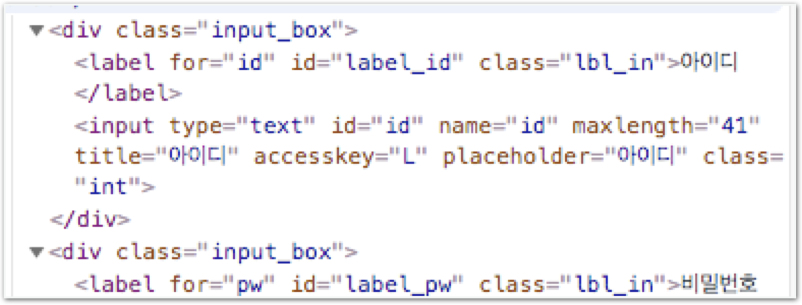 ▼<div class="input_box">
<label for="id" id="label_id" class="lbl_in">아이디
</label>
<input type="text" id="id" name="id" maxlength="41"
title="아이디" accesskey="L" placeholder="아이디" class=
"int">
</div>
▼<div class="input_box">
<label for="pw" id="label_pw" class="lbl_in">비밀번호